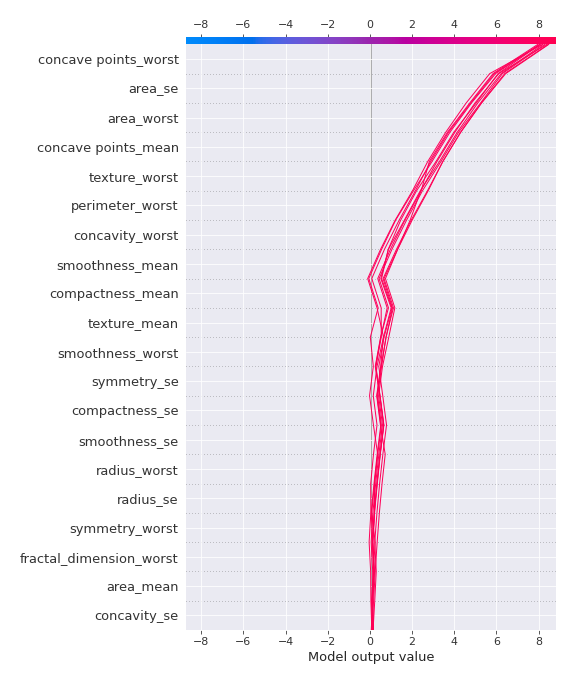 −8 −6 −4 −2 0 2 4 6 8
concave points_worst
area_se
area_worst
concave points_mean
texture_worst
perimeter_worst
concavity_worst
smoothness_mean
compactness_mean
texture_mean
smoothness_worst
symmetry_se
compactness_se
smoothness_se
radius_worst
radius_se
symmetry_worst
fractal_dimension_worst
area_mean
concavity_se
−8 −6 −4 −2 0 2 4 6 8
Model output value